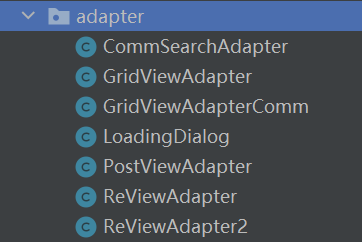 adapter
CommSearchAdapter
GridViewAdapter
GridViewAdapterComm
LoadingDialog
PostViewAdapter
ReViewAdapter
ReViewAdapter2